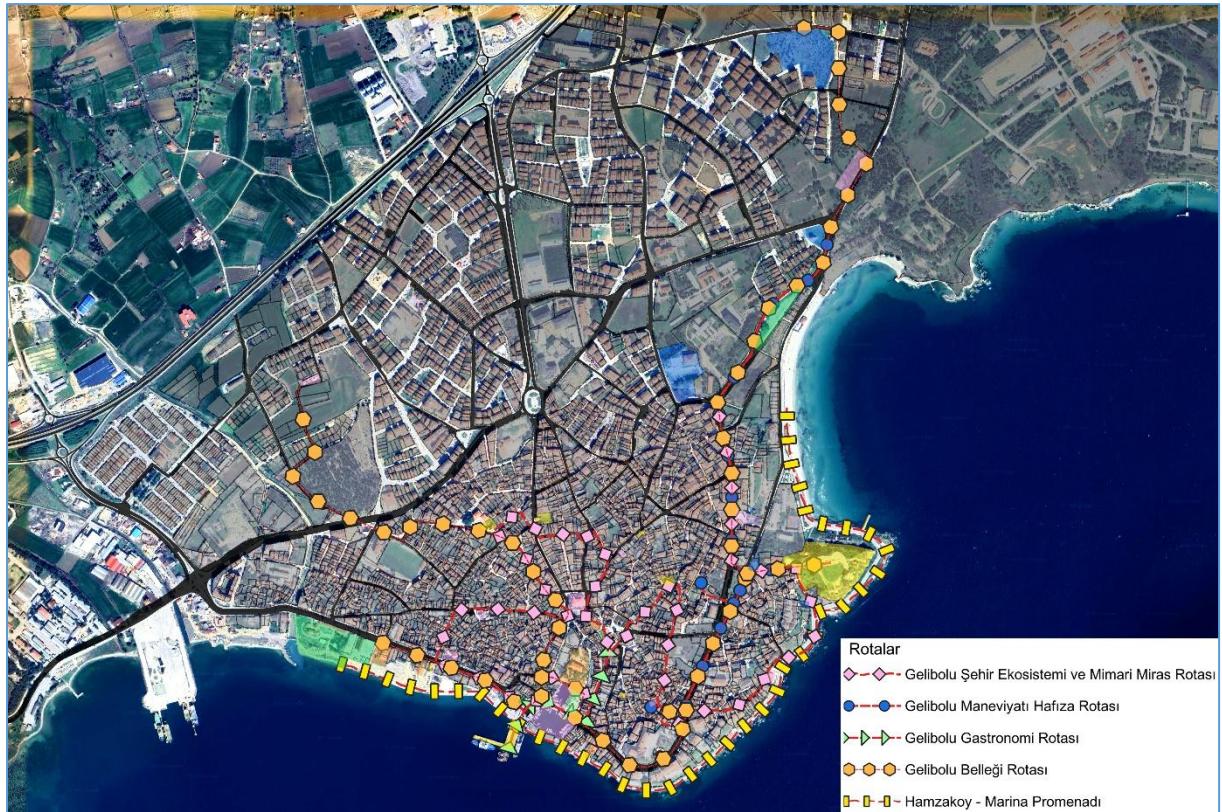 Rotalar
Gelibolu Şehir Ekosistemi ve Mimari Miras Rotası
Gelibolu Maneviyatı Hafıza Rotası
Gelibolu Gastronomi Rotası
Gelibolu Belleği Rotası
Hamzakoy - Marina Promenadı